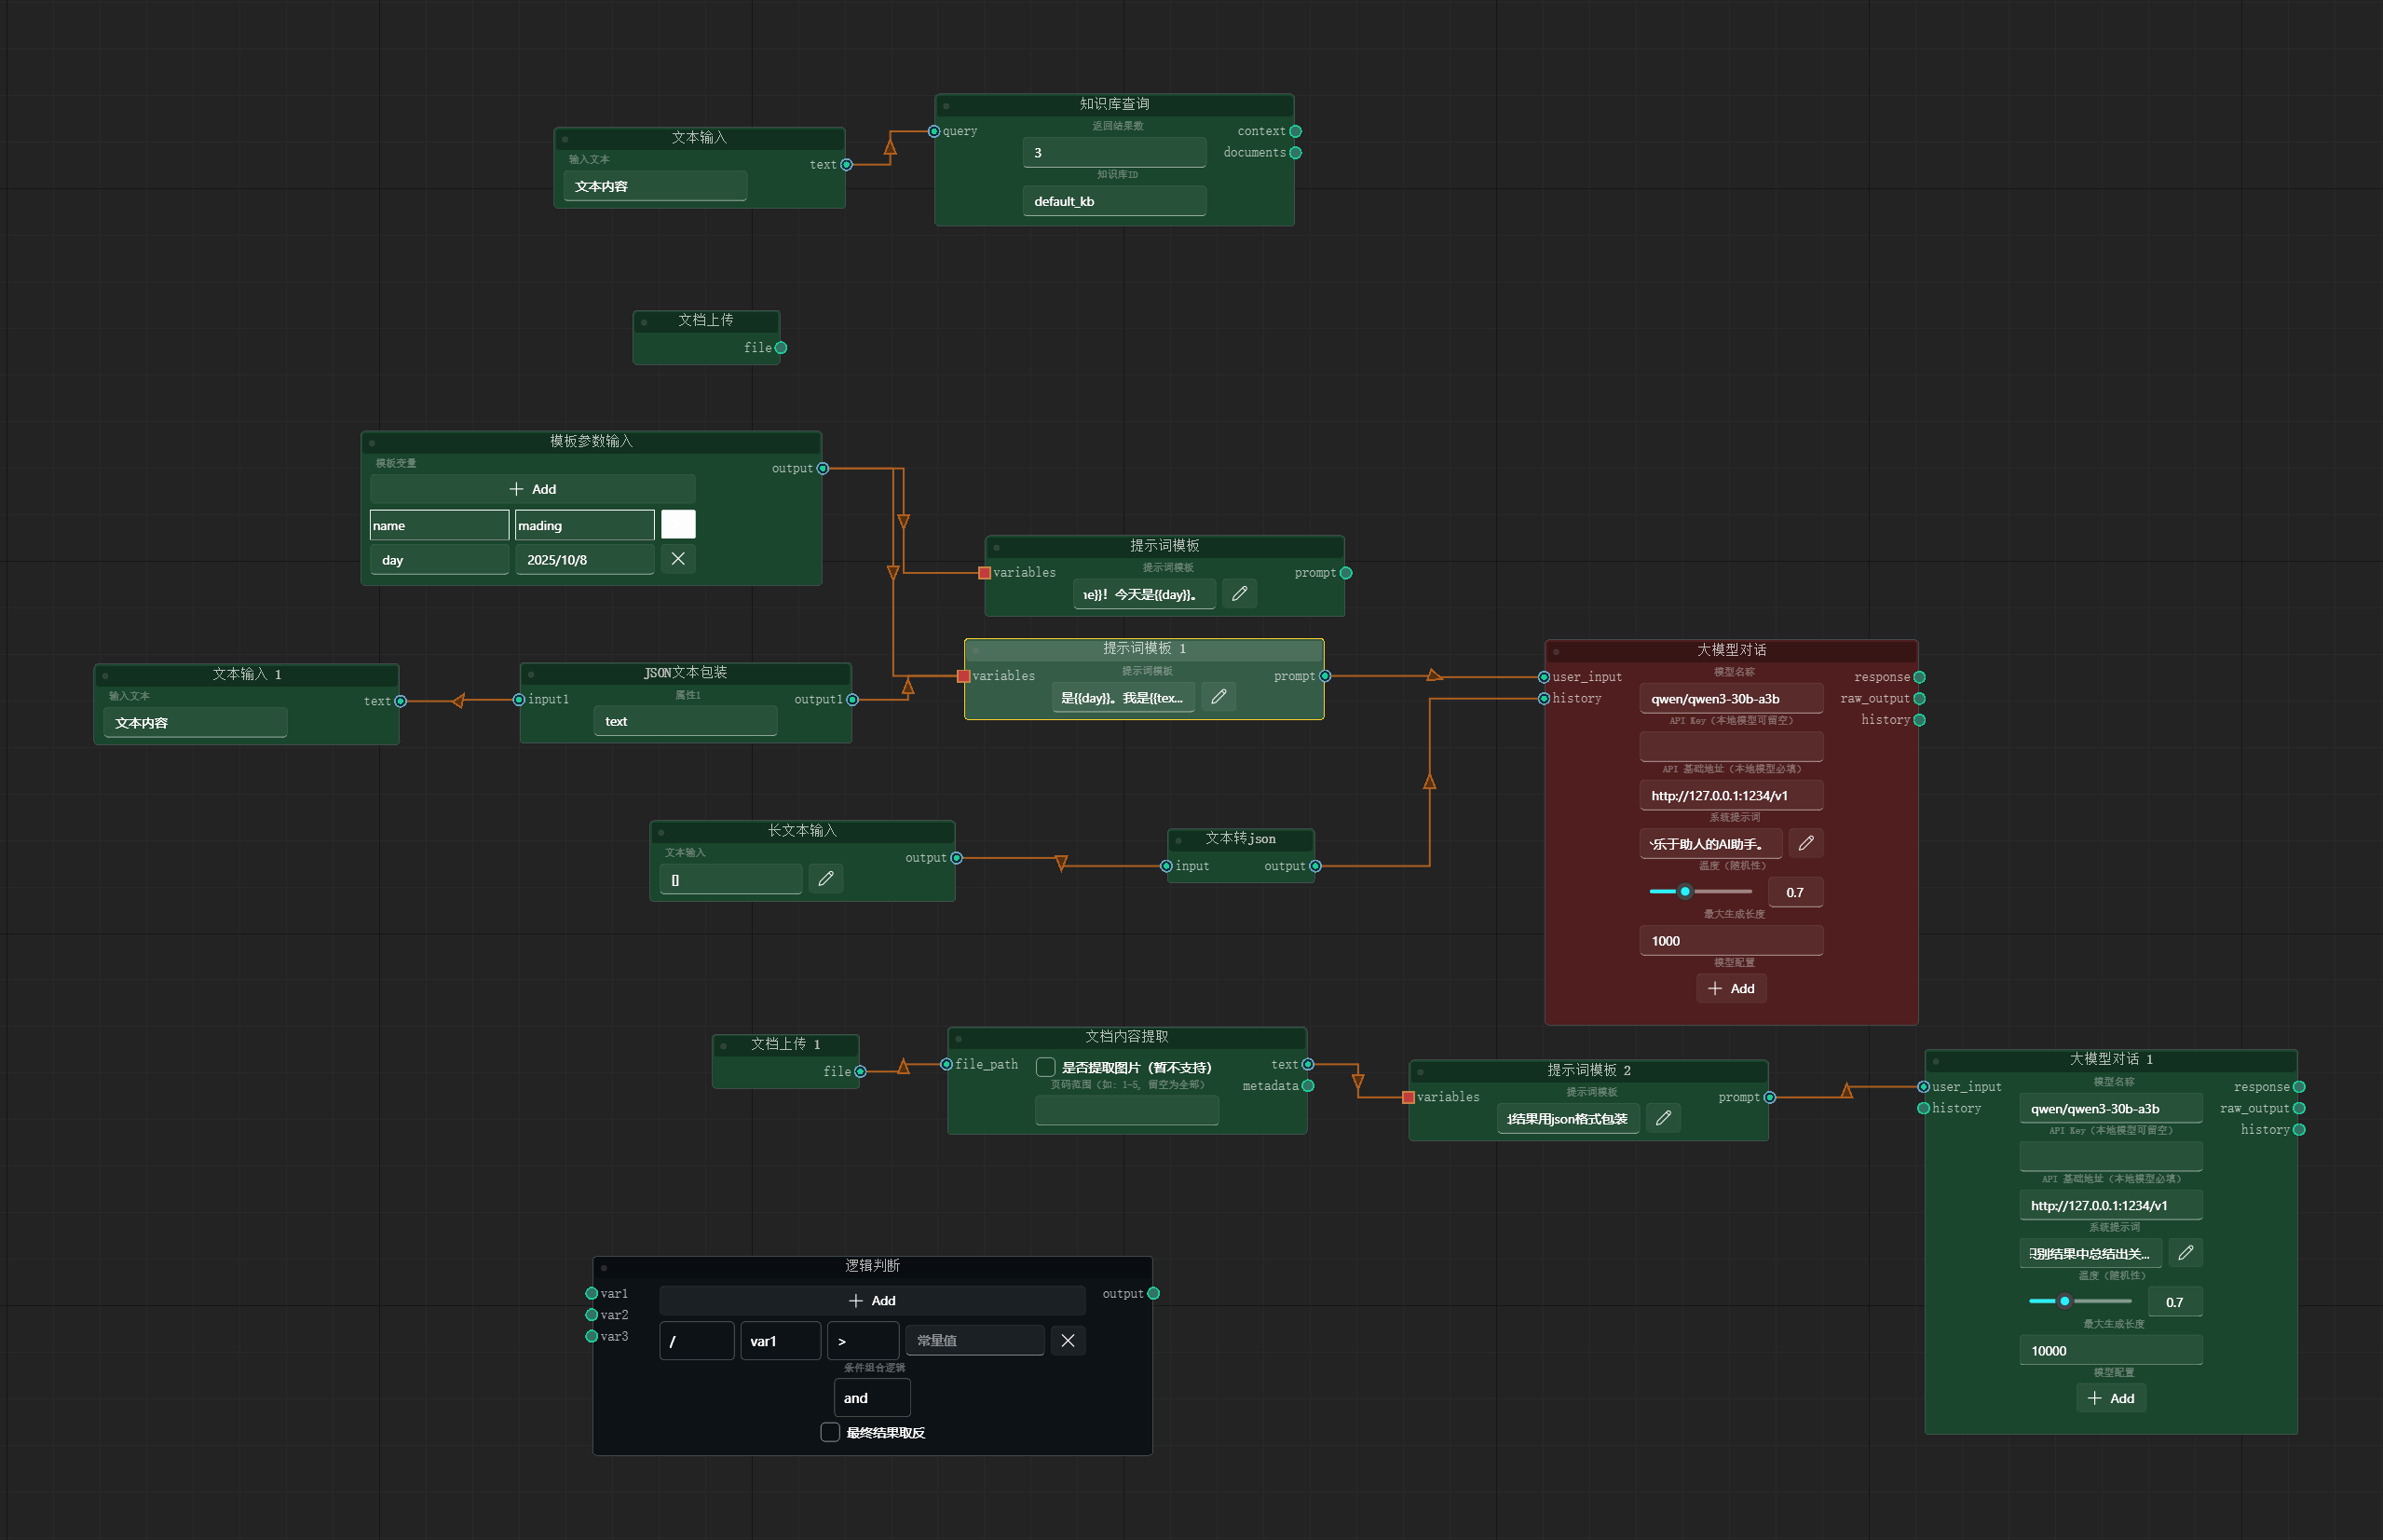 知识库查询
query
返回结果数
3
知识库ID
default_kb
context
documents
文本输入
输入文本
文本内容
text
文档上传
file
模板参数输入
模板变量
Add
name
mading
day
2025/10/8
output
提示词模板
variables
提示词模板
ne}}！今天是{{day}}。
prompt
文本输入 1
输入文本
文本内容
text
JSON文本包装
input1
属性1
text
output1
提示词模板 1
variables
提示词模板
是{{day}}。我是{{tex...
prompt
大模型对话
user_input
history
模型名称
qwen/qwen3-30b-a3b
API Key（本地模型可留空）
API 基础地址（本地模型必填）
http://127.0.0.1:1234/v1
系统提示词
乐于助人的AI助手。
温度（随机性）
0.7
最大生成长度
1000
模型配置
Add
response
raw_output
history
长文本输入
文本输入
[]
output
文本转json
input
output
文档上传 1
file
文档内容提取
file_path
是否提取图片（暂不支持）
页码范围（如：1-5, 留空为全部）
text
metadata
提示词模板 2
variables
提示词模板
结果用json格式包装
prompt
大模型对话 1
user_input
history
模型名称
qwen/qwen3-30b-a3b
API Key（本地模型可留空）
API 基础地址（本地模型必填）
http://127.0.0.1:1234/v1
系统提示词
识别结果中总结出关...
温度（随机性）
0.7
最大生成长度
10000
模型配置
Add
response
raw_output
history
逻辑判断
var1
var2
var3
Add
/
var1
>
常量值
条件组合逻辑
and
最终结果取反
output